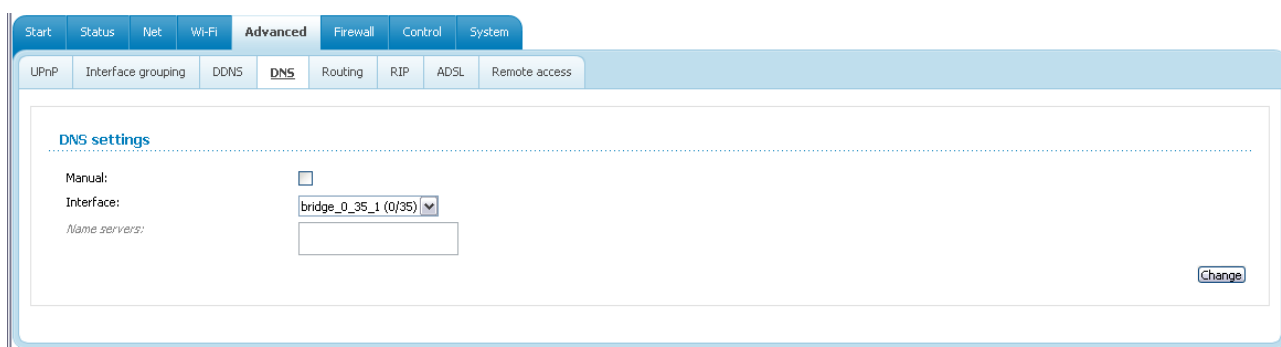 Start Status Net Wi-Fi Advanced Firewall Control System
UPnP Interface grouping DDNS DNS Routing RIP ADSL Remote access
DNS settings
Manual:
Interface: bridge_0_35_1 (0/35)
Name servers:
Change